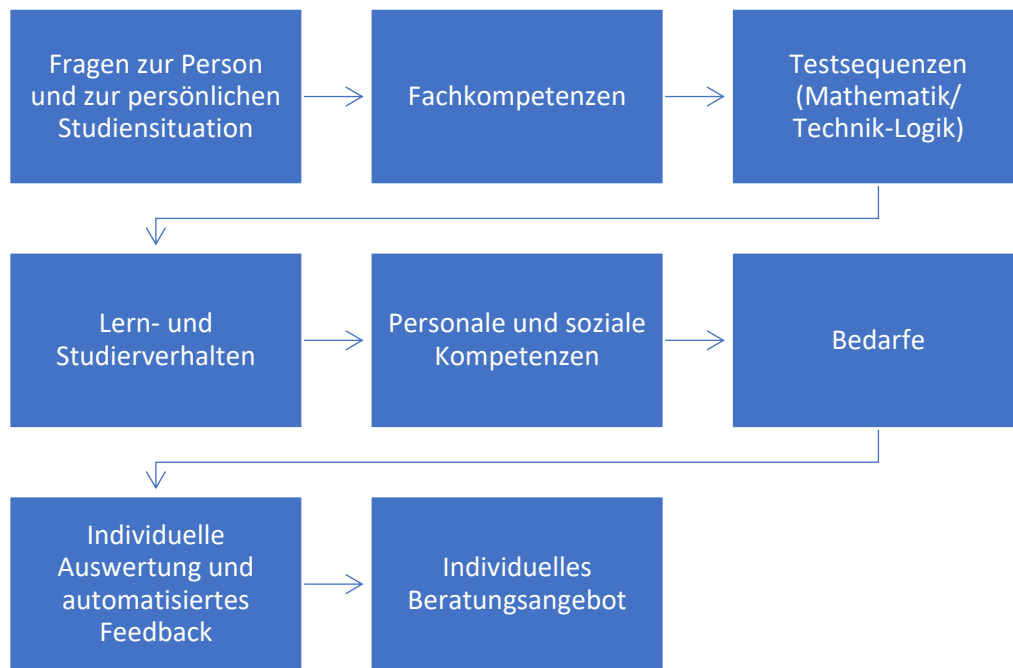 Fragen zur Person
und zur persönlichen
Studiensituation
Fachkompetenzen
Testsequenzen
(Mathematik/
Technik-Logik)
Lern- und
Studierverhalten
Personale und soziale
Kompetenzen
Bedarfe
Individuelle
Auswertung und
automatisiertes
Feedback
Individuelles
Beratungsangebot